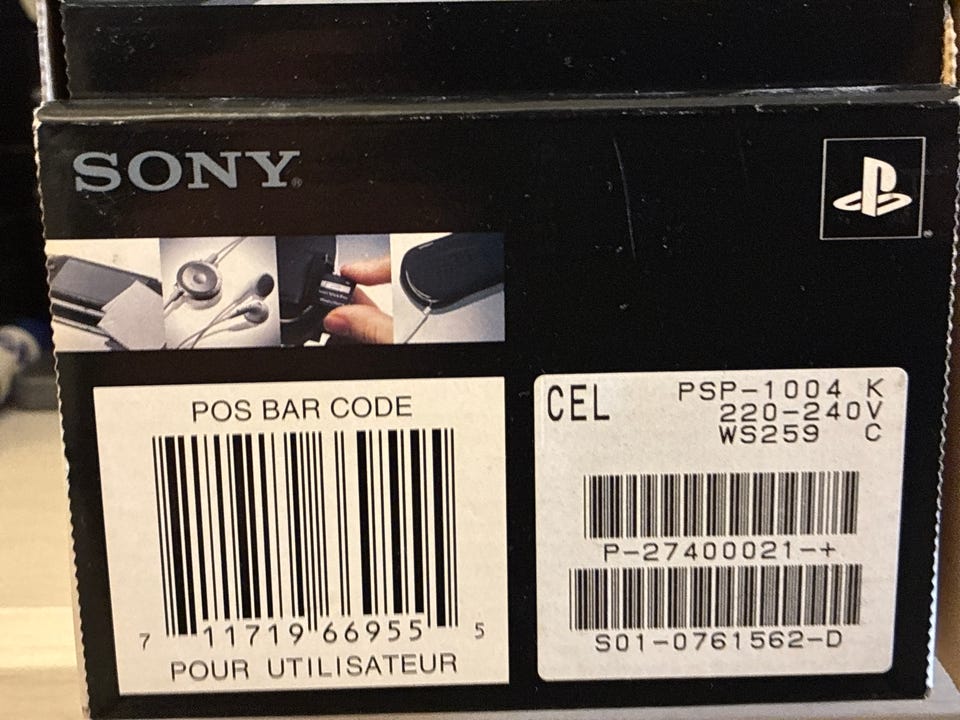 SONY
POS BAR CODE
7 11719 66955 5
POUR UTILISATEUR
CEL PSP-1004 K
220-240V
WS259 C
P-27400021-+
S01-0761562-D